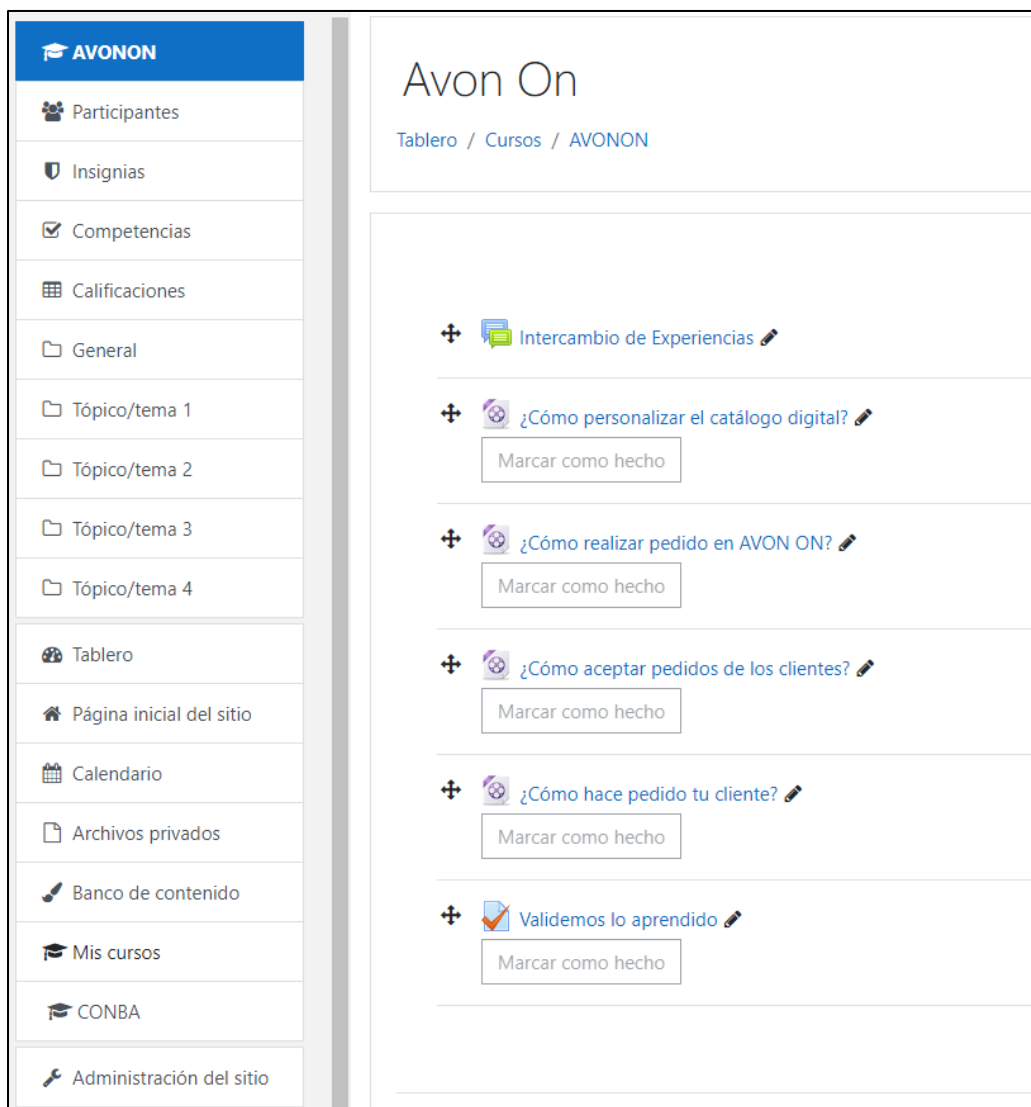 AVONON
Participantes
Insignias
Competencias
Calificaciones
General
Tópico/tema 1
Tópico/tema 2
Tópico/tema 3
Tópico/tema 4
Tablero
Página inicial del sitio
Calendario
Archivos privados
Banco de contenido
Mis cursos
CONBA
Administración del sitio
Avon On
Tablero / Cursos / AVONON
Intercambio de Experiencias
¿Cómo personalizar el catálogo digital?
Marcar como hecho
¿Cómo realizar pedido en AVON ON?
Marcar como hecho
¿Cómo aceptar pedidos de los clientes?
Marcar como hecho
¿Cómo hace pedido tu cliente?
Marcar como hecho
Validemos lo aprendido
Marcar como hecho